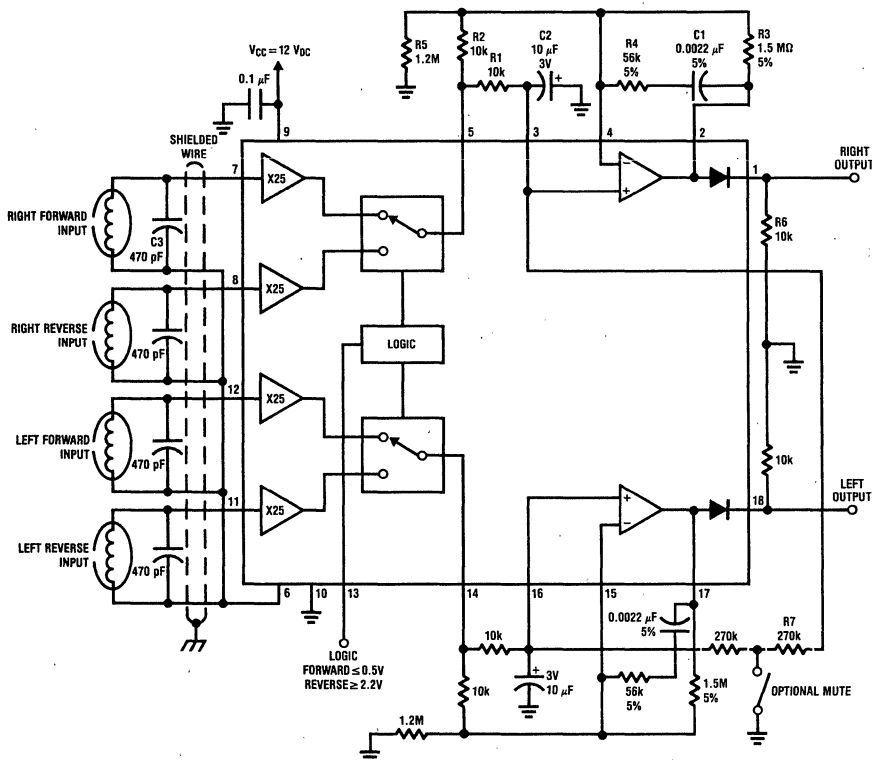 R5
1.2M
R2
10k
R1
10k
C2
10 µF
3V
+
R4
56k
5%
C1
0.0022 µF
5%
R3
1.5 MΩ
5%
VCC = 12 VDC
0.1 µF
SHIELDED
WIRE
9
5
3
4
2
7
X25
RIGHT FORWARD
INPUT
C3
470 pF
−
+
1
RIGHT
OUTPUT
R6
10k
8
X25
RIGHT REVERSE
INPUT
470 pF
LOGIC
12
X25
LEFT FORWARD
INPUT
470 pF
10k
11
X25
LEFT REVERSE
INPUT
470 pF
+
−
18
LEFT
OUTPUT
6
10
13
14
16
15
17
LOGIC
FORWARD ≤ 0.5V
REVERSE ≥ 2.2V
10k
10k
+
3V
10 µF
0.0022 µF
5%
56k
5%
1.5M
5%
270k
R7
270k
OPTIONAL MUTE
1.2M